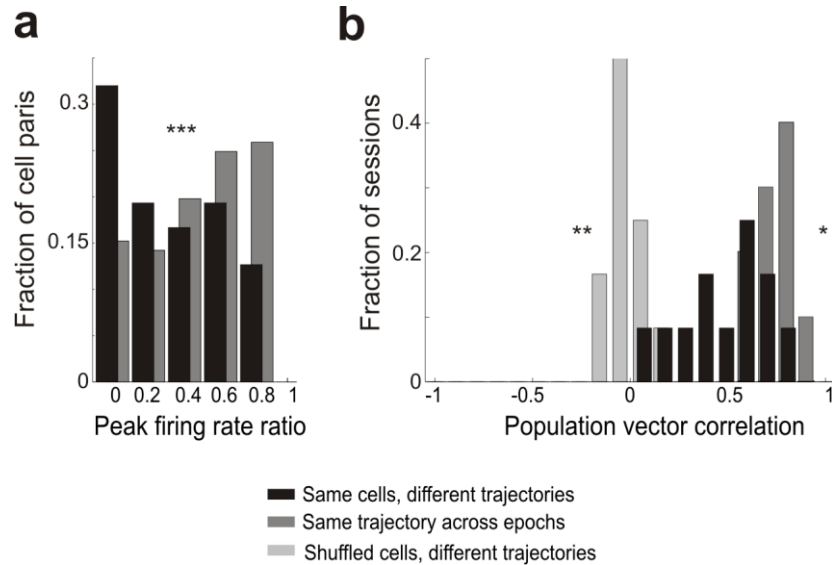 a
b
Fraction of cell paris
0.3
0.15
0
***
0 0.2 0.4 0.6 0.8 1
Peak firing rate ratio
Fraction of sessions
0.4
0.2
0
**
*
-1 -0.5 0 0.5 1
Population vector correlation
Same cells, different trajectories
Same trajectory across epochs
Shuffled cells, different trajectories